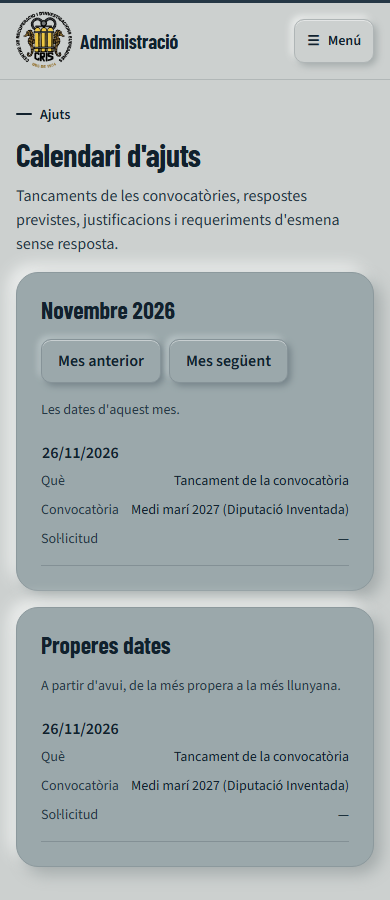 CRIS
Administració
☰ Menú
— Ajuts
Calendari d'ajuts
Tancaments de les convocatòries, respostes
previstes, justificacions i requeriments d'esmena
sense resposta.
Novembre 2026
Mes anterior
Mes següent
Les dates d'aquest mes.
26/11/2026
Què Tancament de la convocatòria
Convocatòria Medi marí 2027 (Diputació Inventada)
Sol·licitud —
Properes dates
A partir d'avui, de la més propera a la més llunyana.
26/11/2026
Què Tancament de la convocatòria
Convocatòria Medi marí 2027 (Diputació Inventada)
Sol·licitud —